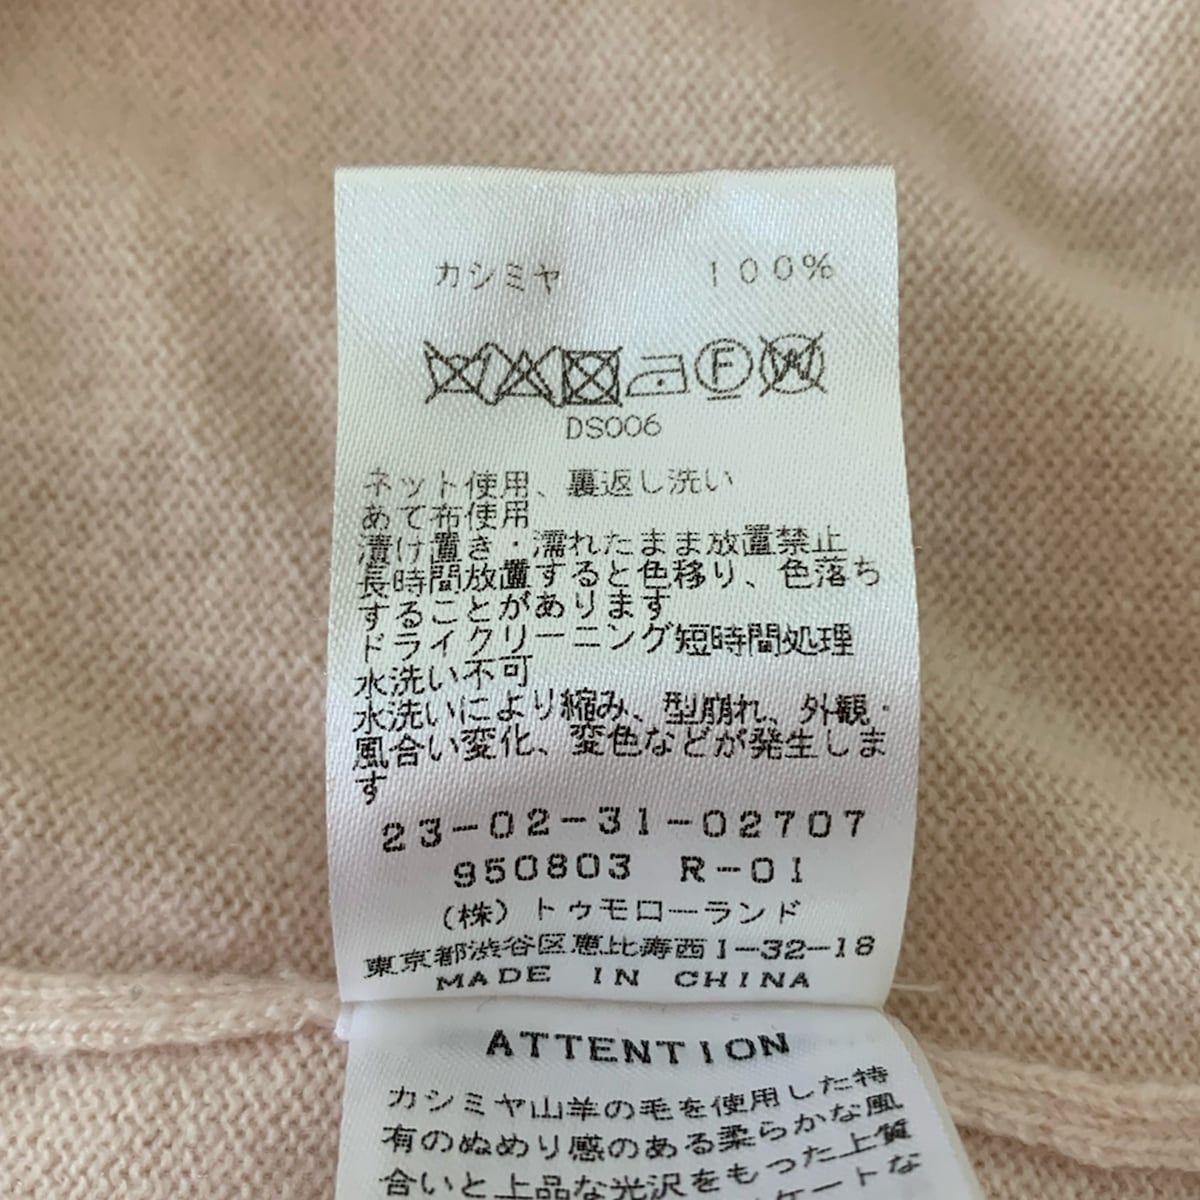 カシミヤ 100%
F W
DS006
ネット使用、裏返し洗い
あて布使用
漬け置き・濡れたまま放置禁止
長時間放置すると色移り、色落ち
することがあります
ドライクリーニング短時間処理
水洗い不可
水洗いにより縮み、型崩れ、外観・
風合い変化、変色などが発生しま
す
23-02-31-02707
950803 R-01
(株)トゥモローランド
東京都渋谷区恵比寿西1-32-18
MADE IN CHINA
ATTENTION
カシミヤ山羊の毛を使用した特
有のぬめり感のある柔らかな風
合いと上品な光沢をもった上質
ケートな